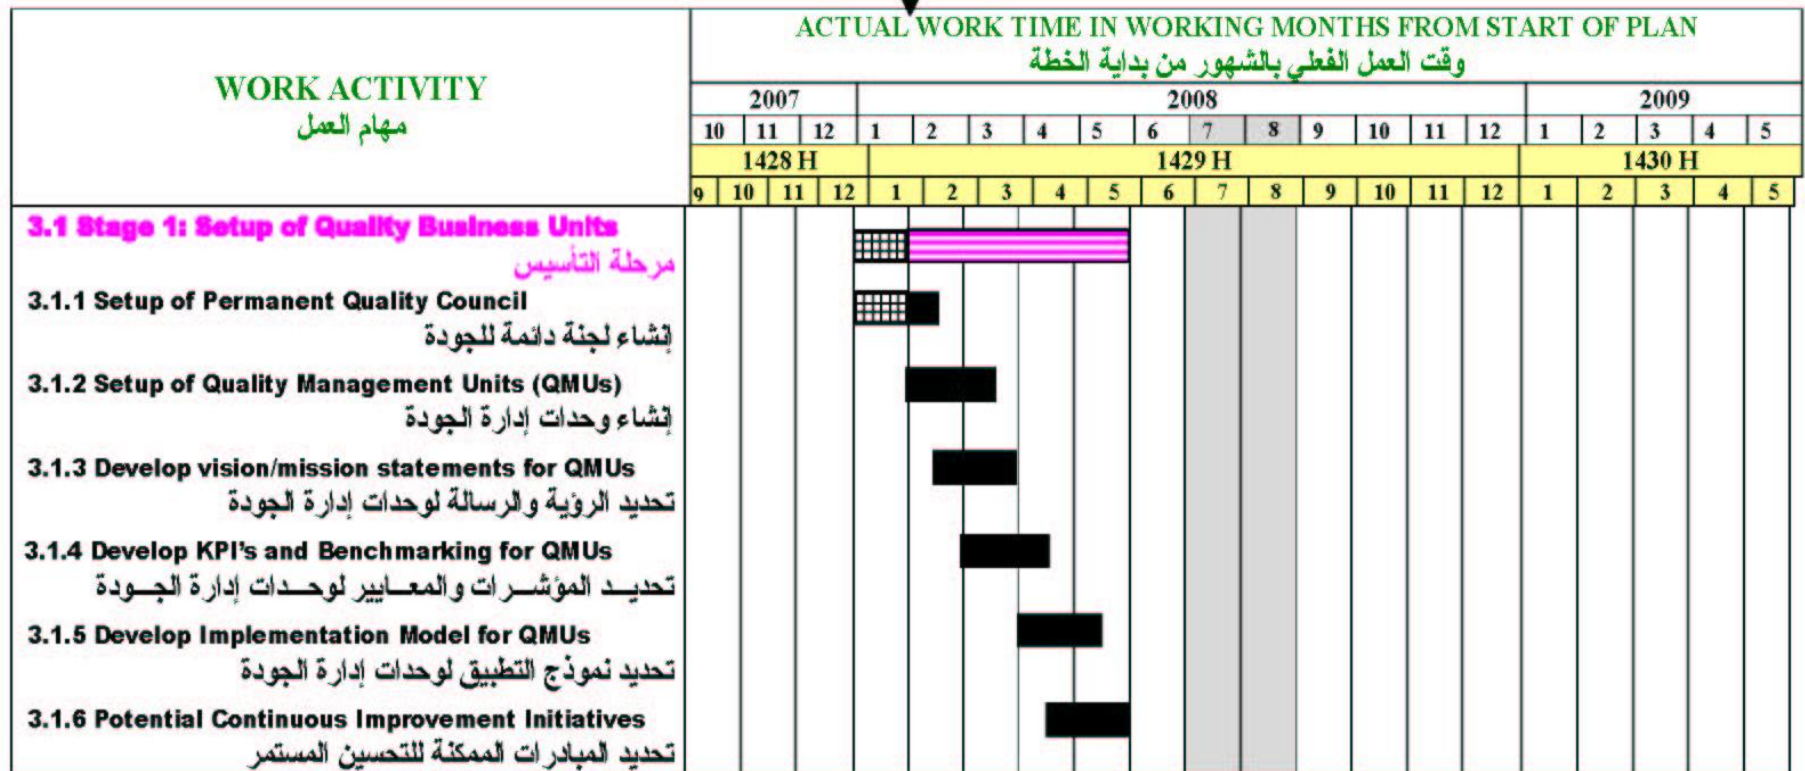 WORK ACTIVITY
مهام العمل
ACTUAL WORK TIME IN WORKING MONTHS FROM START OF PLAN
وقت العمل الفعلي بالشهور من بداية الخطة
2007 2008 2009
10 11 12 1 2 3 4 5 6 7 8 9 10 11 12 1 2 3 4 5
1428 H 1429 H 1430 H
9 10 11 12 1 2 3 4 5 6 7 8 9 10 11 12 1 2 3 4 5
3.1 Stage 1: Setup of Quality Business Units
مرحلة التأسيس
3.1.1 Setup of Permanent Quality Council
إنشاء لجنة دائمة للجودة
3.1.2 Setup of Quality Management Units (QMUs)
إنشاء وحدات إدارة الجودة
3.1.3 Develop vision/mission statements for QMUs
تحديد الرؤية والرسالة لوحدات إدارة الجودة
3.1.4 Develop KPI's and Benchmarking for QMUs
تحديــد المؤشــرات والمعــايير لوحــدات إدارة الجــودة
3.1.5 Develop Implementation Model for QMUs
تحديد نموذج التطبيق لوحدات إدارة الجودة
3.1.6 Potential Continuous Improvement Initiatives
تحديد المبادرات الممكنة للتحسين المستمر